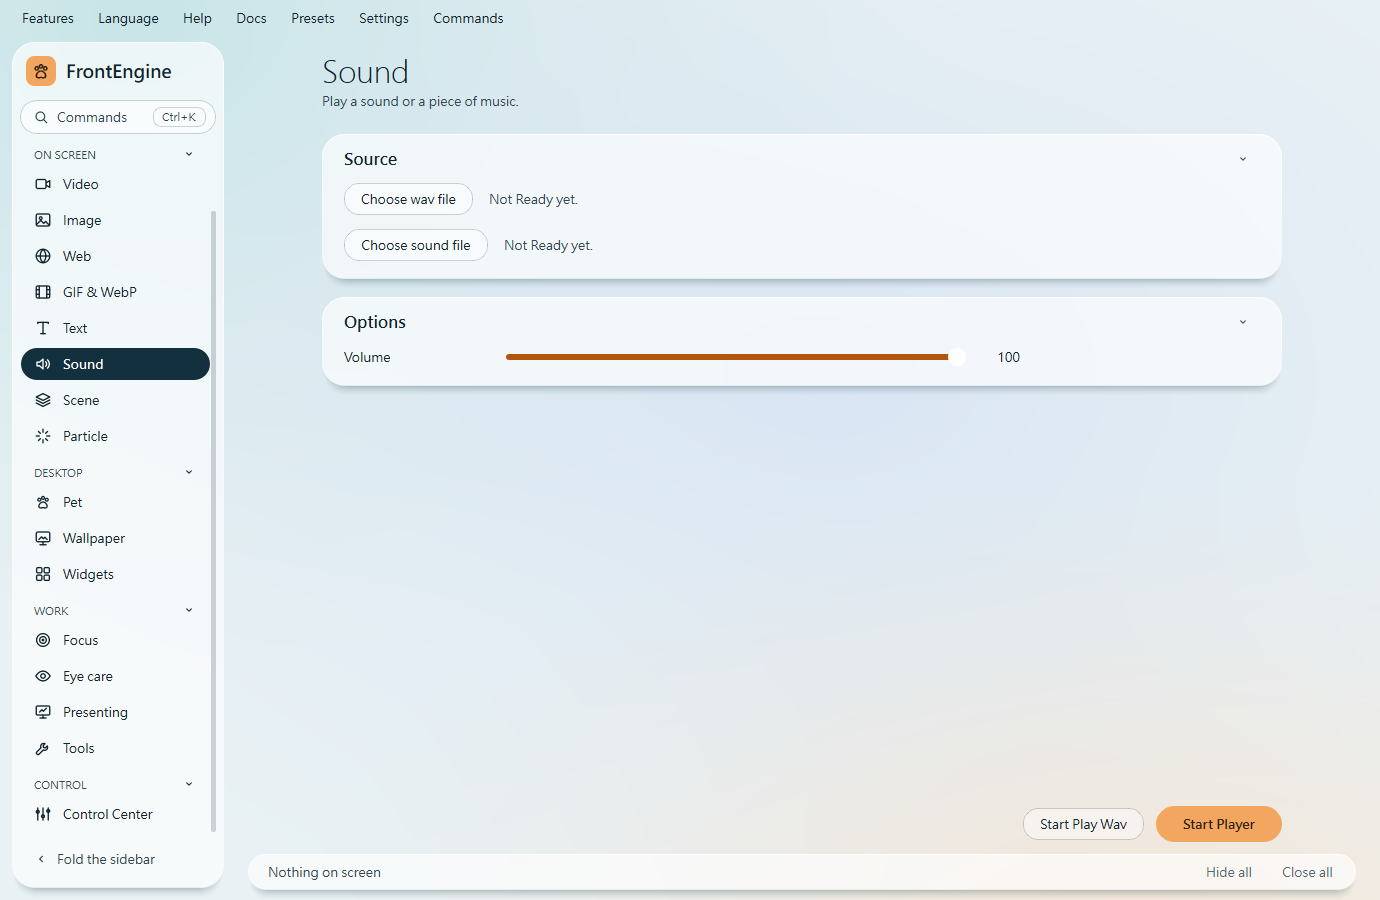 Features Language Help Docs Presets Settings Commands
FrontEngine
Commands Ctrl+K
ON SCREEN
Video
Image
Web
GIF & WebP
Text
Sound
Scene
Particle
DESKTOP
Pet
Wallpaper
Widgets
WORK
Focus
Eye care
Presenting
Tools
CONTROL
Control Center
Fold the sidebar
Sound
Play a sound or a piece of music.
Source
Choose wav file Not Ready yet.
Choose sound file Not Ready yet.
Options
Volume 100
Start Play Wav Start Player
Nothing on screen Hide all Close all